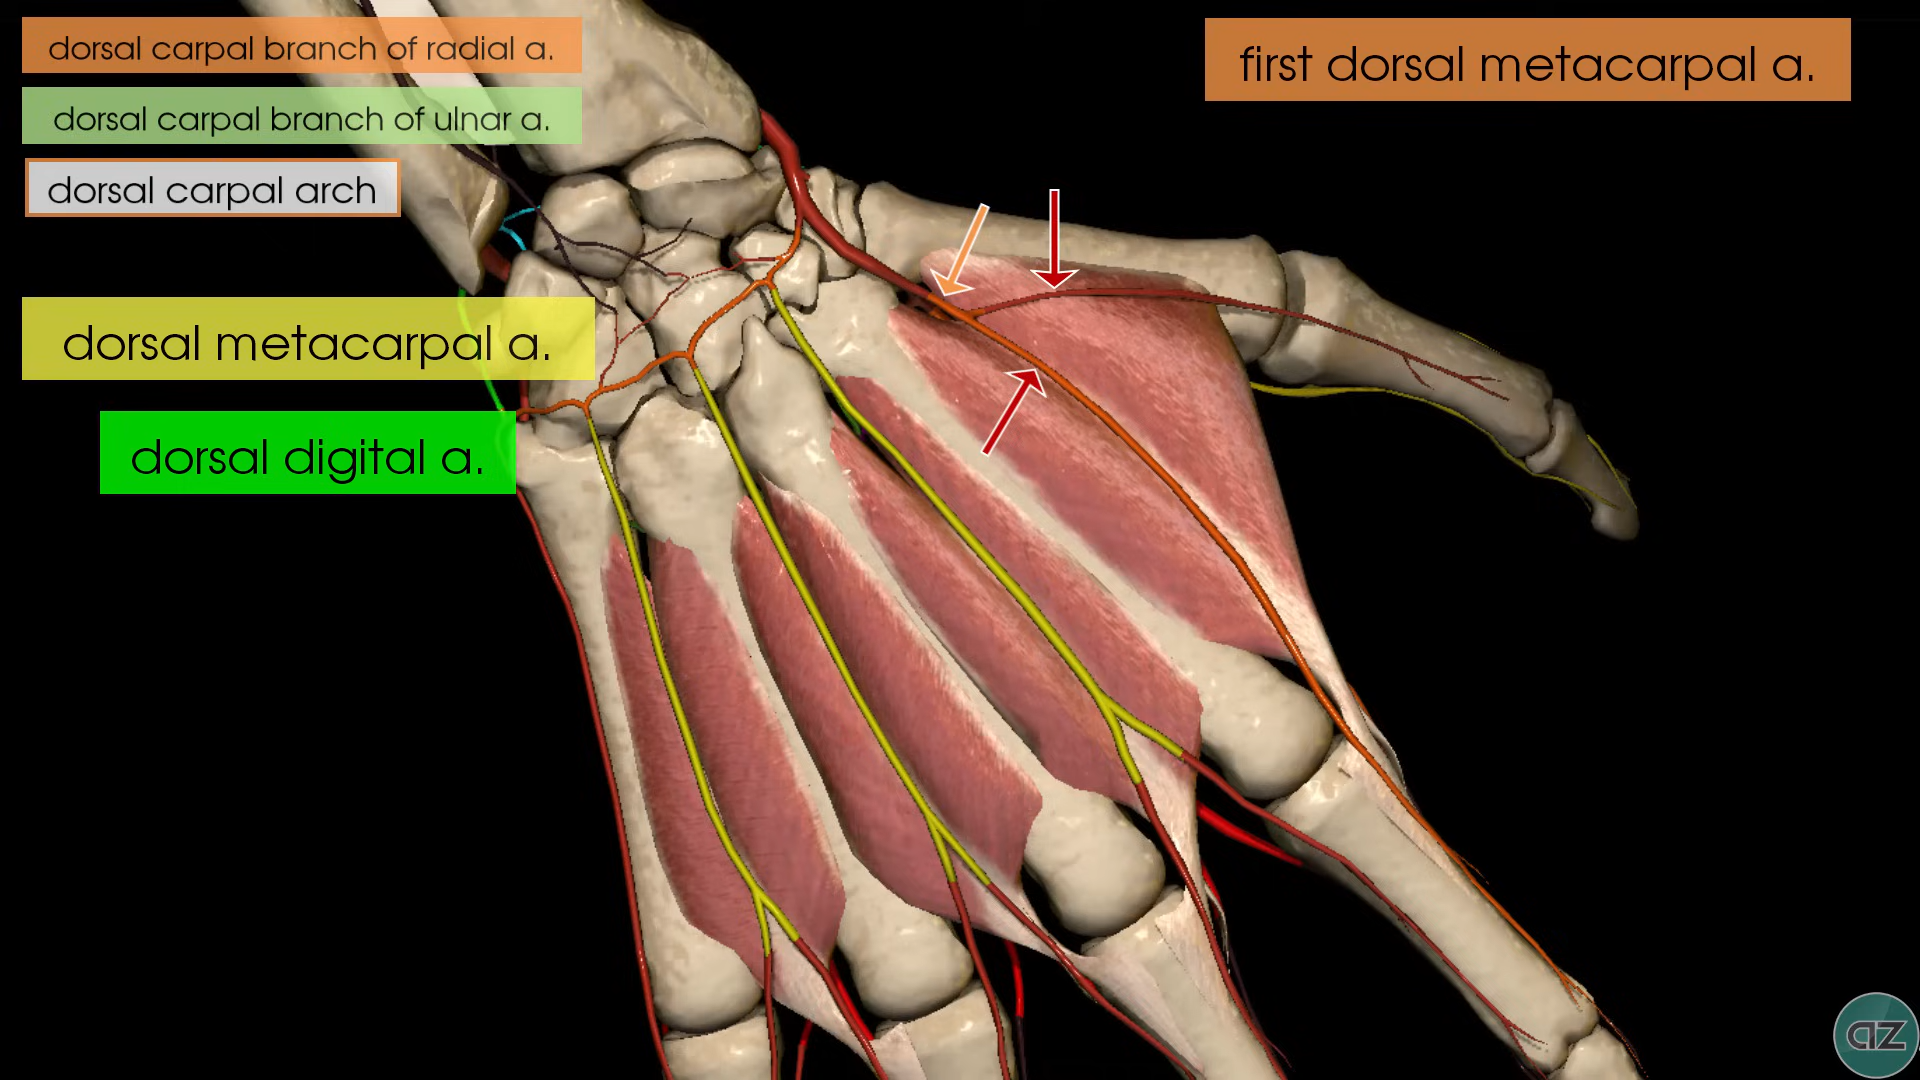 dorsal carpal branch of radial a.
first dorsal metacarpal a.
dorsal carpal branch of ulnar a.
dorsal carpal arch
dorsal metacarpal a.
dorsal digital a.
az